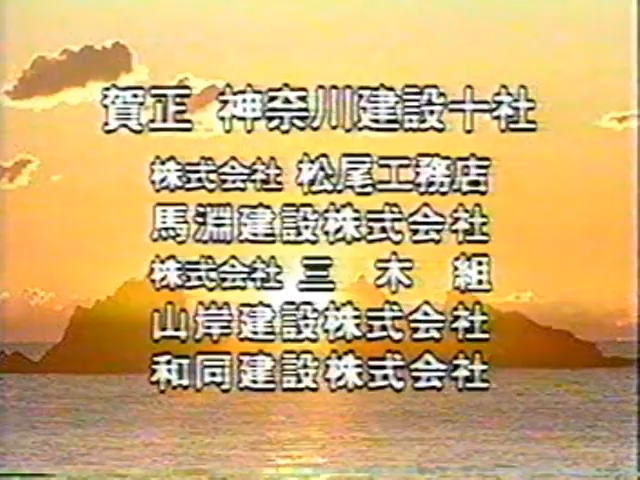 賀正 神奈川建設十社
株式会社 松尾工務店
馬淵建設株式会社
株式会社 三木組
山岸建設株式会社
和同建設株式会社